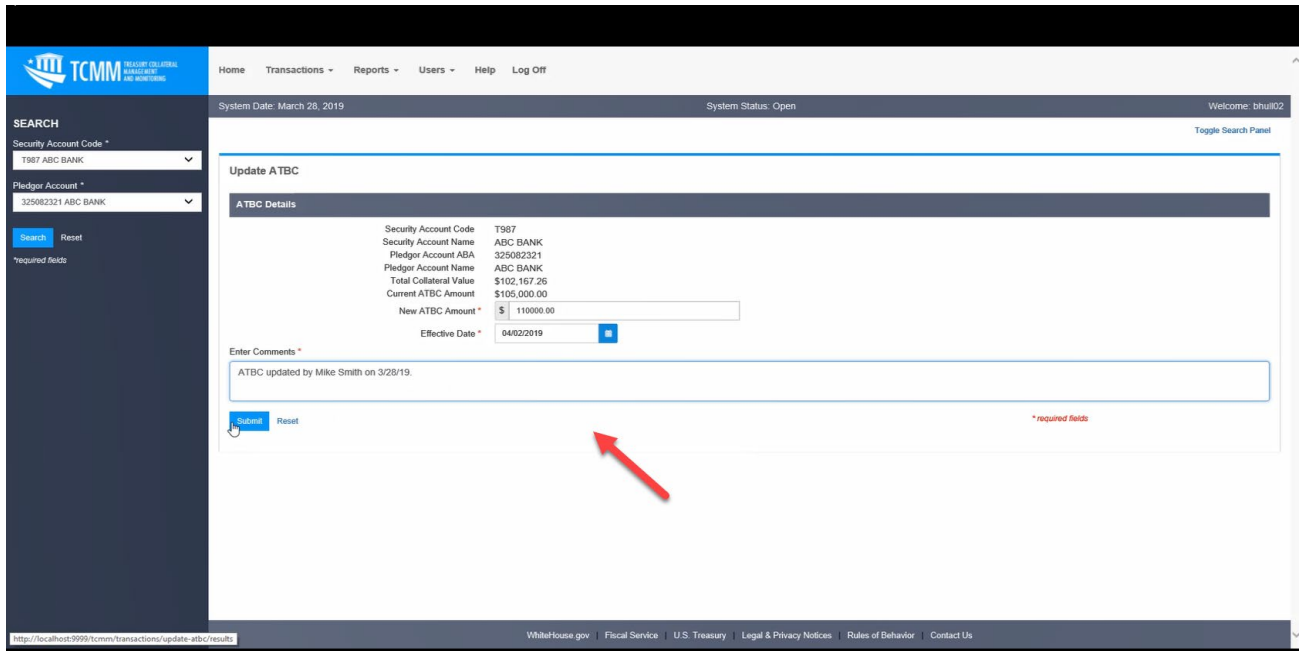 TCMM TREASURY COLLATERAL MANAGEMENT AND MONITORING
Home Transactions Reports Users Help Log Off
System Date: March 28, 2019 System Status: Open Welcome: bhull02
Toggle Search Panel
SEARCH
Security Account Code *
T987 ABC BANK
Pledgor Account *
325082321 ABC BANK
Search Reset
*required fields
Update ATBC
ATBC Details
Security Account Code T987
Security Account Name ABC BANK
Pledgor Account ABA 325082321
Pledgor Account Name ABC BANK
Total Collateral Value $102,167.26
Current ATBC Amount $105,000.00
New ATBC Amount * $ 110000.00
Effective Date * 04/02/2019
Enter Comments *
ATBC updated by Mike Smith on 3/28/19.
Submit Reset * required fields
http://localhost:9999/tcmm/transactions/update-atbc/results
WhiteHouse.gov | Fiscal Service | U.S. Treasury | Legal & Privacy Notices | Rules of Behavior | Contact Us